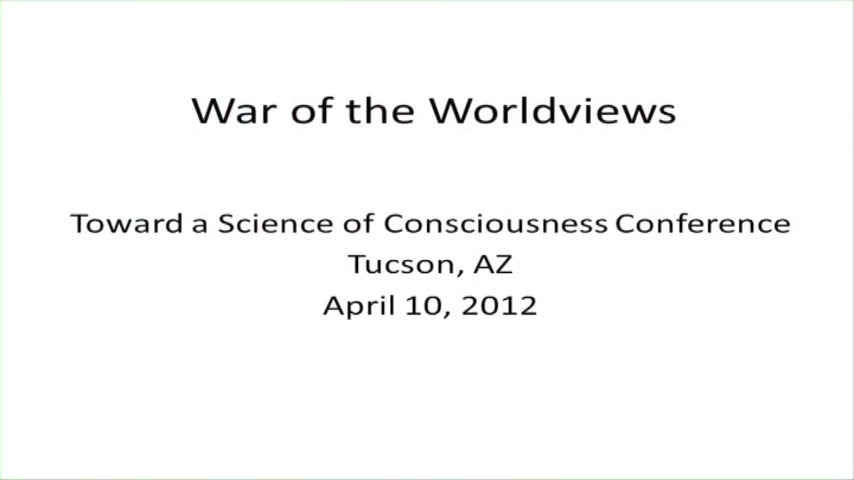 War of the Worldviews
Toward a Science of Consciousness Conference
Tucson, AZ
April 10, 2012